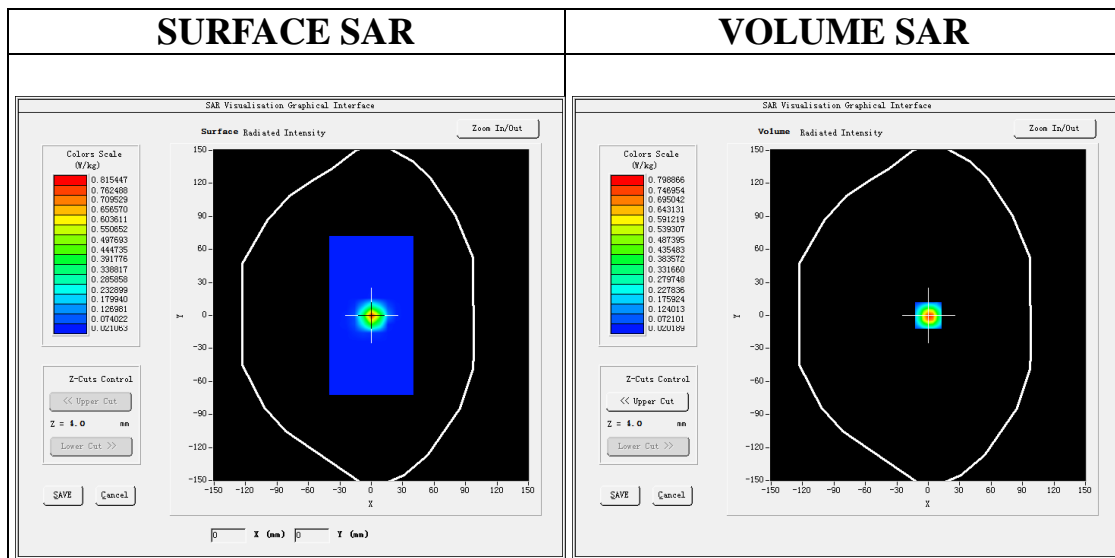 SURFACE SAR
VOLUME SAR
SAR Visualisation Graphical Interface
Surface Radiated Intensity
Zoom In/Out
Colors Scale
(W/kg)
0.815447
0.762488
0.709529
0.656570
0.603611
0.550652
0.497693
0.444735
0.391776
0.338817
0.285858
0.232899
0.179940
0.126981
0.074022
0.021063
150
120
90
60
30
0
-30
-60
-90
-120
-150
Y
-150 -120 -90 -60 -30 0 30 60 90 120 150
X
Z-Cuts Control
<< Upper Cut
Z = 4.0 mm
Lower Cut >>
SAVE Cancel
0 X (mm) 0 Y (mm)
SAR Visualisation Graphical Interface
Volume Radiated Intensity
Zoom In/Out
Colors Scale
(W/kg)
0.798866
0.746954
0.695042
0.643131
0.591219
0.539307
0.487395
0.435483
0.383572
0.331660
0.279748
0.227836
0.175924
0.124013
0.072101
0.020189
150
120
90
60
30
0
-30
-60
-90
-120
-150
Y
-150 -120 -90 -60 -30 0 30 60 90 120 150
X
Z-Cuts Control
<< Upper Cut
Z = 4.0 mm
Lower Cut >>
SAVE Cancel